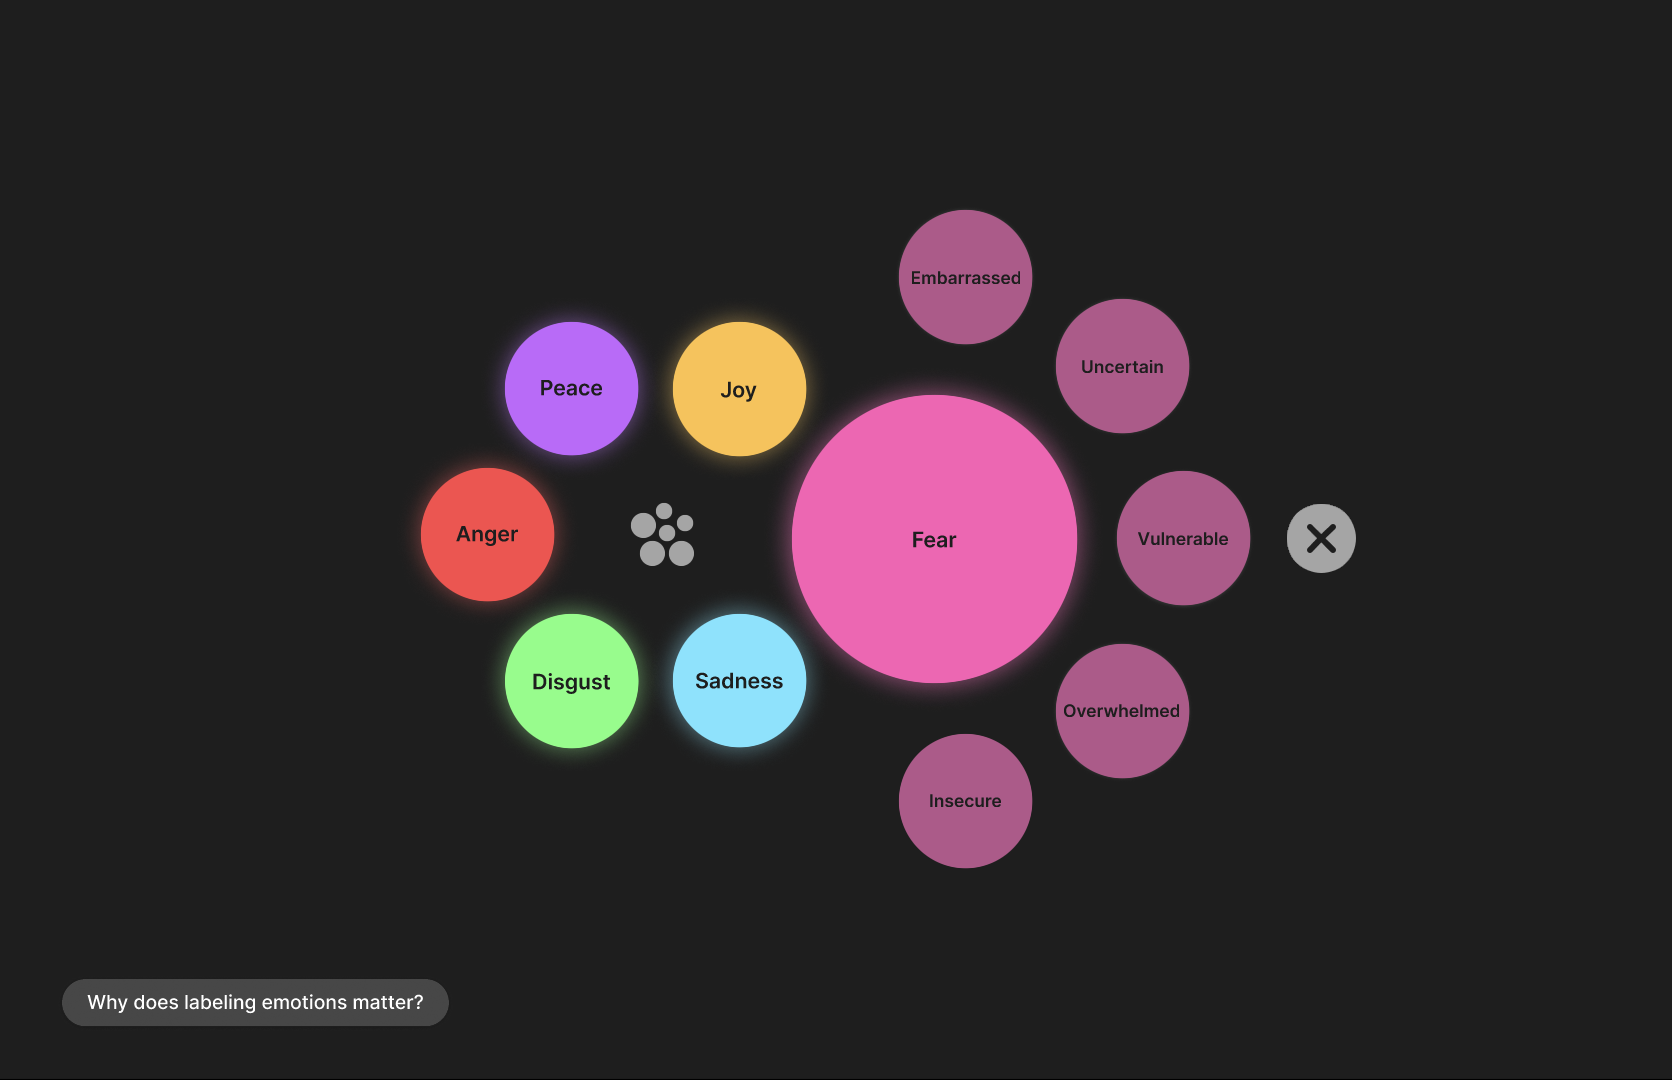 Embarrassed
Uncertain
Peace
Joy
Anger
Fear
Vulnerable
Disgust
Sadness
Overwhelmed
Insecure
Why does labeling emotions matter?